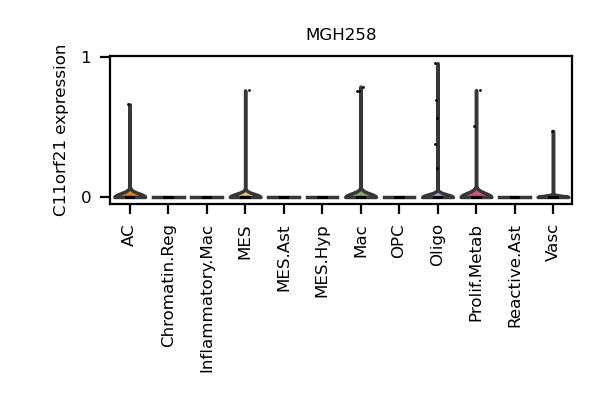 MGH258
C11orf21 expression
1
0
AC
Chromatin.Reg
Inflammatory.Mac
MES
MES.Ast
MES.Hyp
Mac
OPC
Oligo
Prolif.Metab
Reactive.Ast
Vasc